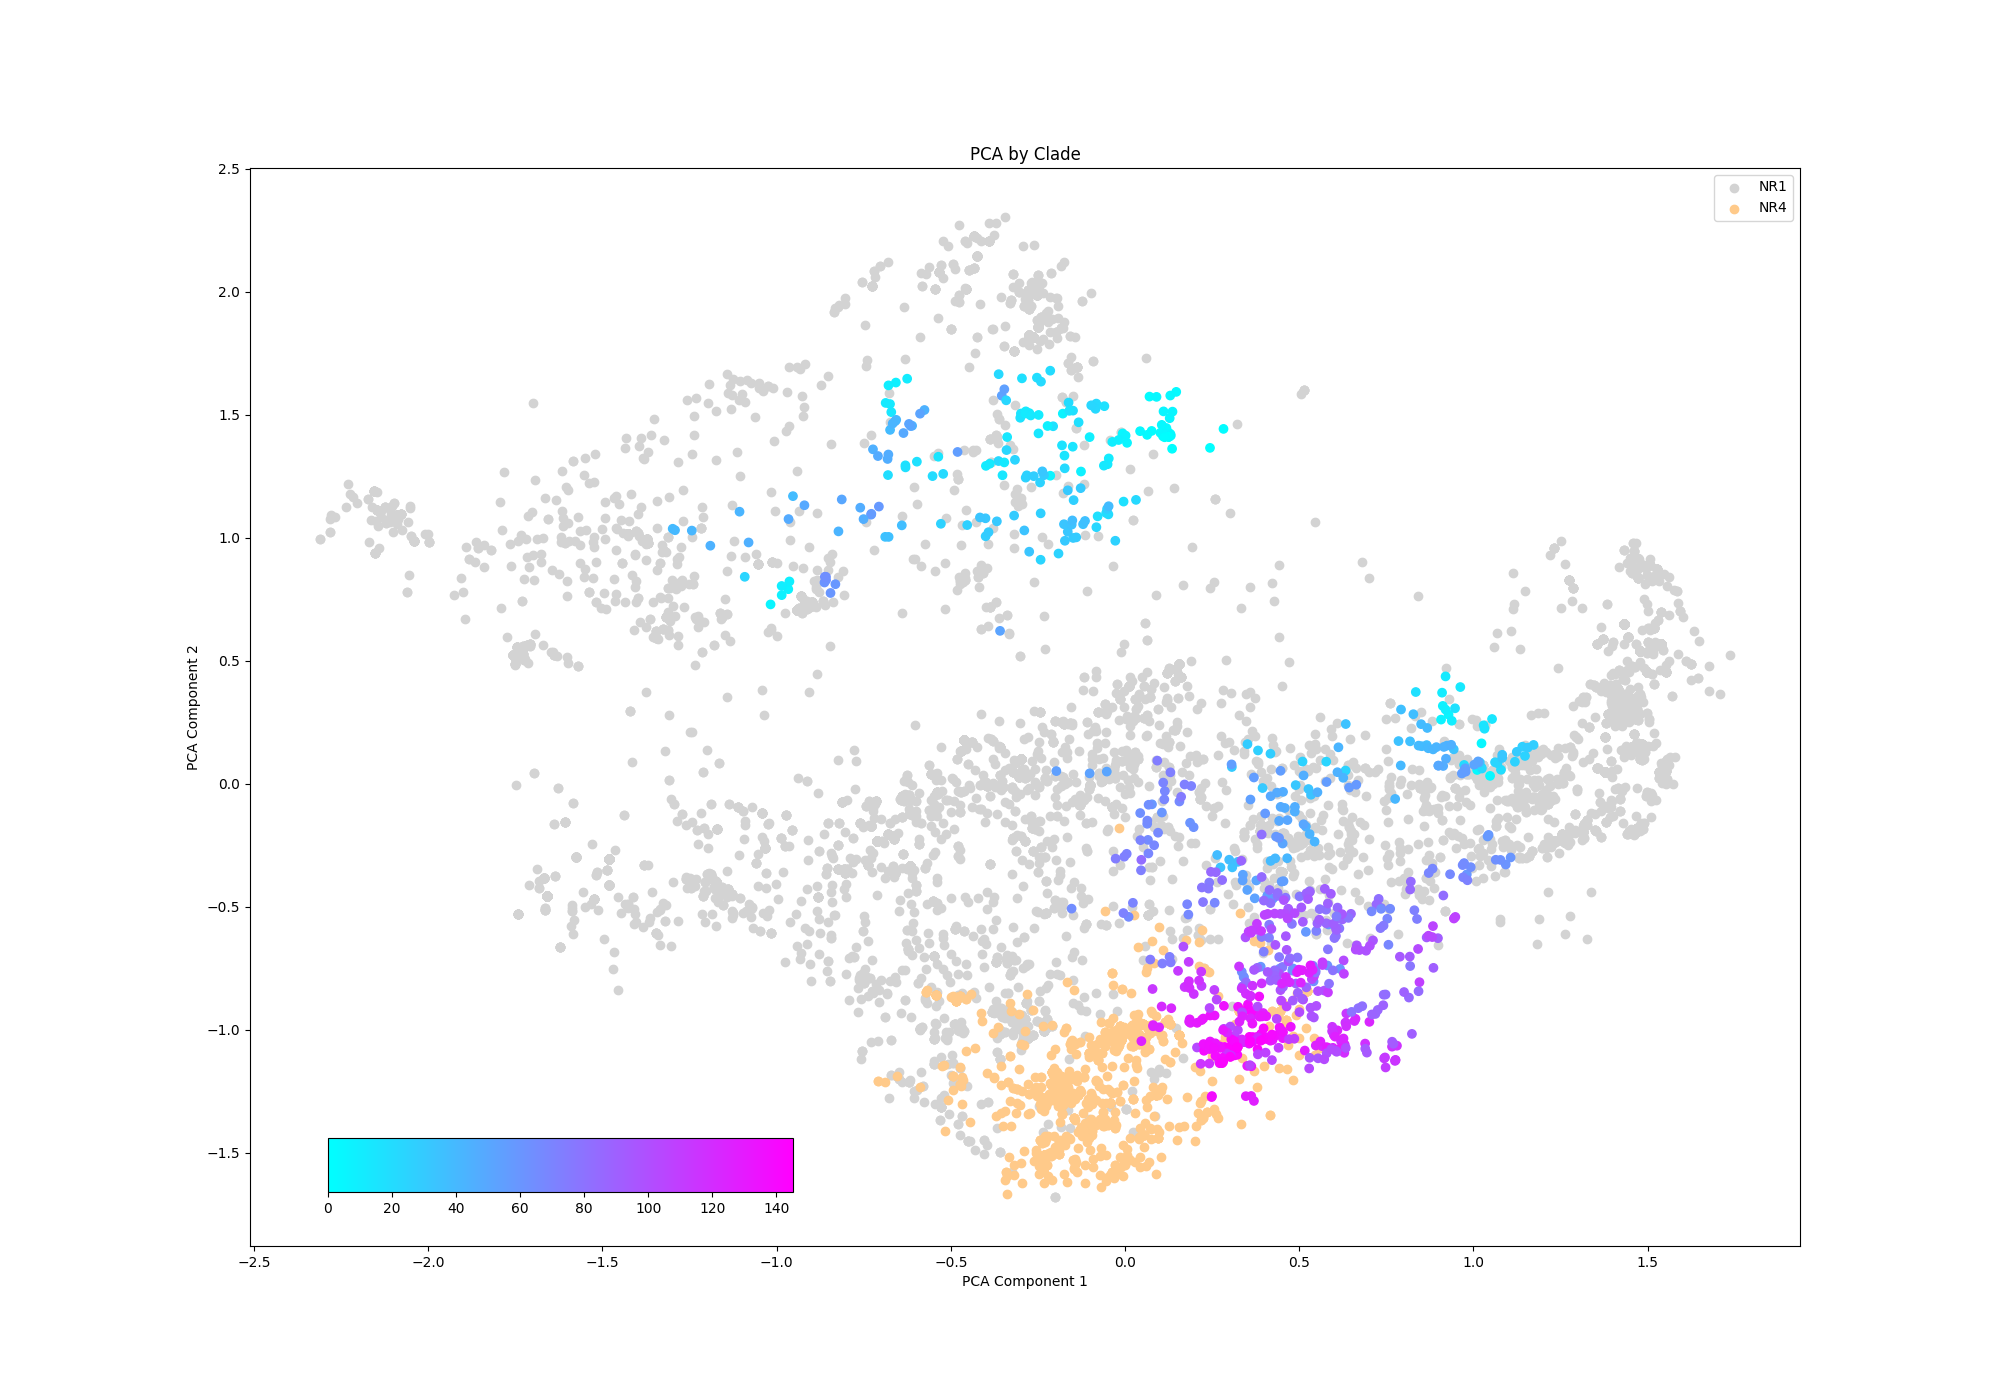 PCA by Clade
NR1
NR4
2.5
2.0
1.5
1.0
0.5
0.0
−0.5
−1.0
−1.5
PCA Component 2
0 20 40 60 80 100 120 140
−2.5 −2.0 −1.5 −1.0 −0.5 0.0 0.5 1.0 1.5
PCA Component 1